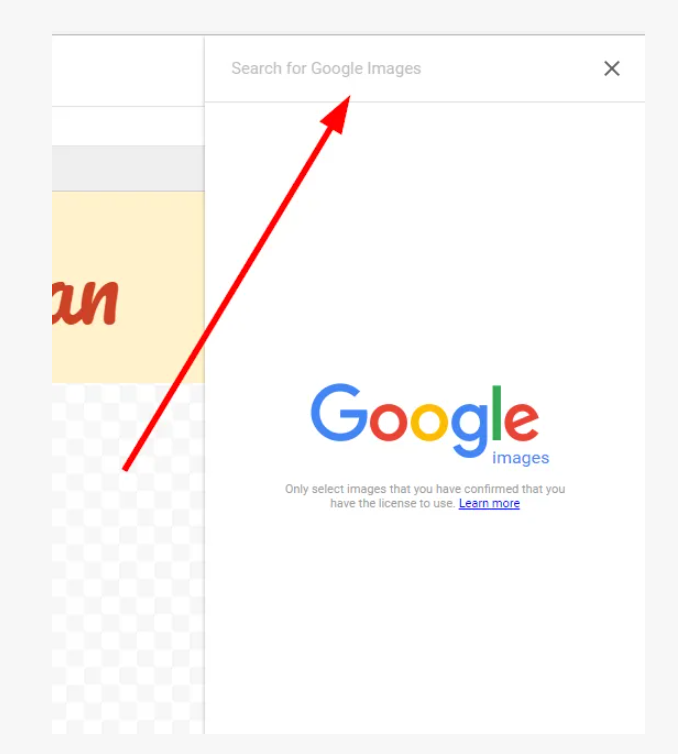 Search for Google Images
an
Google
images
Only select images that you have confirmed that you
have the license to use. Learn more